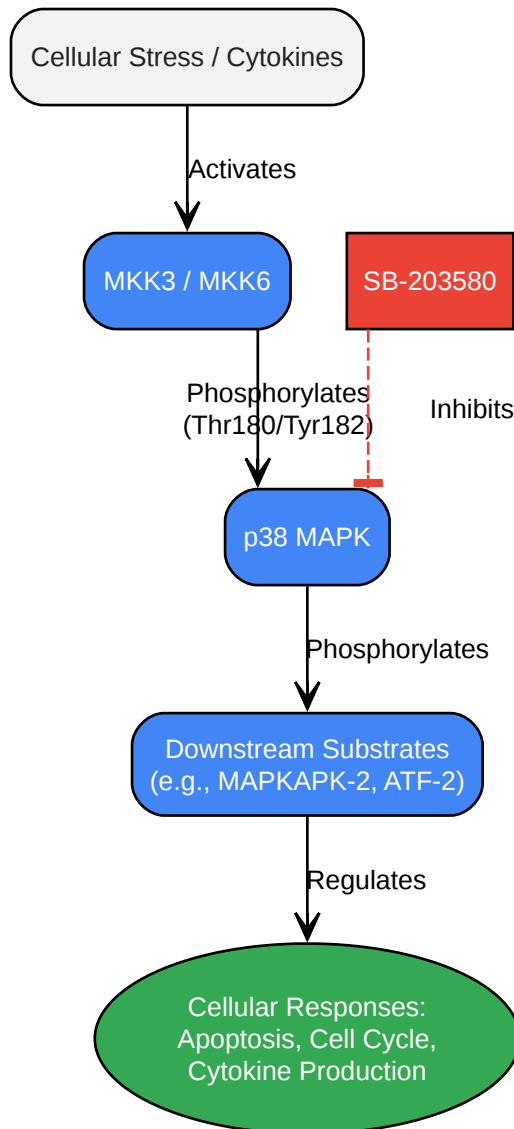 Cellular Stress / Cytokines
Activates
MKK3 / MKK6
SB-203580
Phosphorylates
(Thr180/Tyr182)
Inhibits
p38 MAPK
Phosphorylates
Downstream Substrates
(e.g., MAPKAPK-2, ATF-2)
Regulates
Cellular Responses:
Apoptosis, Cell Cycle,
Cytokine Production